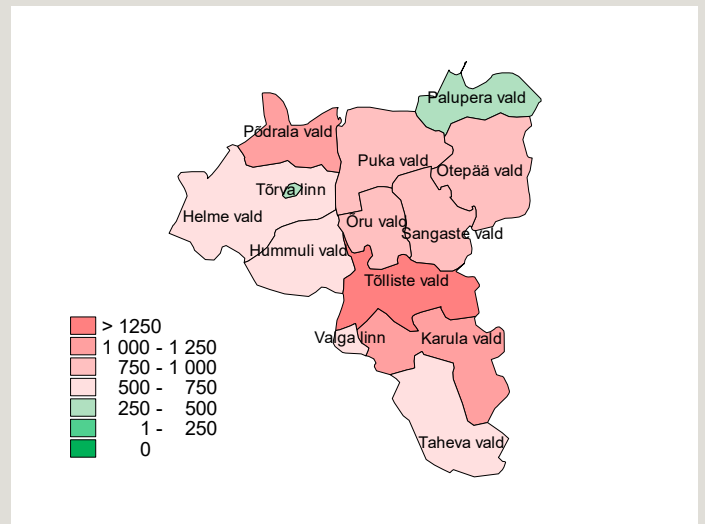 Palupera vald
Põdrala vald
Puka vald
Otepää vald
Tõrva linn
Helme vald
Õru vald
Sangaste vald
Hummuli vald
Tõlliste vald
Valga linn
Karula vald
Taheva vald
> 1250
1 000 - 1 250
750 - 1 000
500 - 750
250 - 500
1 - 250
0